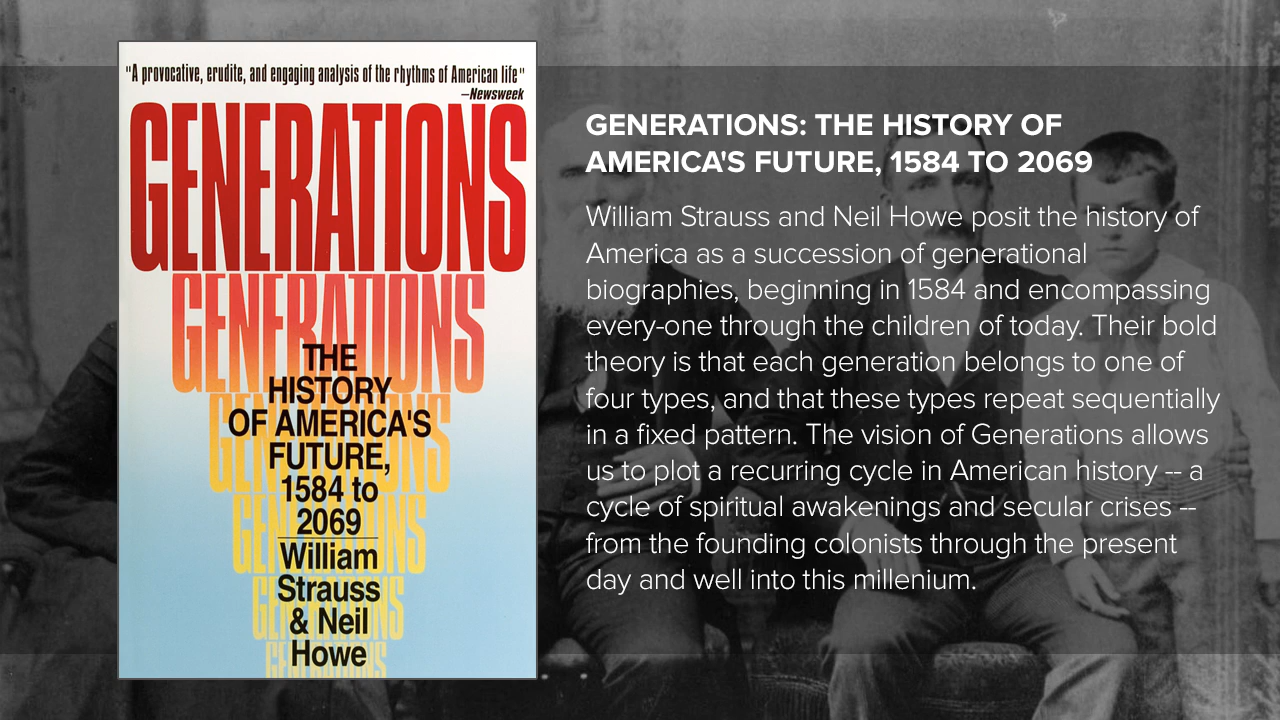 "A provocative, erudite, and engaging analysis of the rhythms of American life"
–Newsweek
GENERATIONS
GENERATIONS
GENERATIONS
GENERATIONS
GENERATIONS
GENERATIONS
THE
HISTORY
OF AMERICA'S
FUTURE,
1584 to
2069
William
Strauss
& Neil
Howe
GENERATIONS: THE HISTORY OF
AMERICA'S FUTURE, 1584 TO 2069
William Strauss and Neil Howe posit the history of
America as a succession of generational
biographies, beginning in 1584 and encompassing
every-one through the children of today. Their bold
theory is that each generation belongs to one of
four types, and that these types repeat sequentially
in a fixed pattern. The vision of Generations allows
us to plot a recurring cycle in American history -- a
cycle of spiritual awakenings and secular crises --
from the founding colonists through the present
day and well into this millenium.